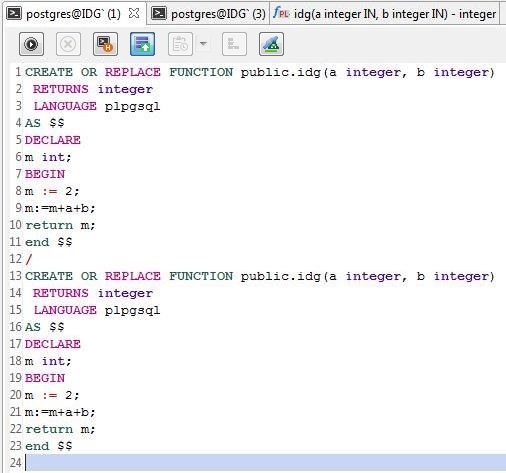 postgres@IDG` (1) postgres@IDG` (3) PL idg(a integer IN, b integer IN) - integer
1 CREATE OR REPLACE FUNCTION public.idg(a integer, b integer)
2 RETURNS integer
3 LANGUAGE plpgsql
4 AS $$
5 DECLARE
6 m int;
7 BEGIN
8 m := 2;
9 m:=m+a+b;
10 return m;
11 end $$
12 /
13 CREATE OR REPLACE FUNCTION public.idg(a integer, b integer)
14 RETURNS integer
15 LANGUAGE plpgsql
16 AS $$
17 DECLARE
18 m int;
19 BEGIN
20 m := 2;
21 m:=m+a+b;
22 return m;
23 end $$
24